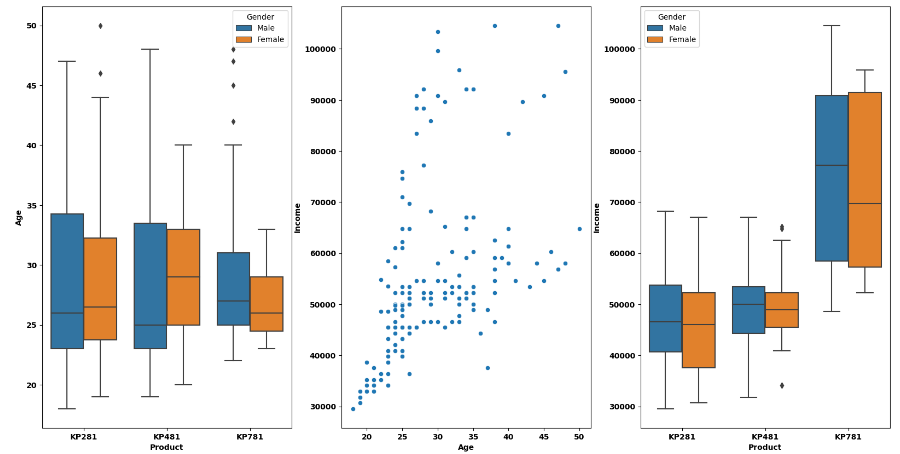 Gender
Male
Female
50
45
40
35
30
25
20
Age
KP281 KP481 KP781
Product
100000
90000
80000
70000
60000
50000
40000
30000
Income
20 25 30 35 40 45 50
Age
Gender
Male
Female
100000
90000
80000
70000
60000
50000
40000
30000
Income
KP281 KP481 KP781
Product